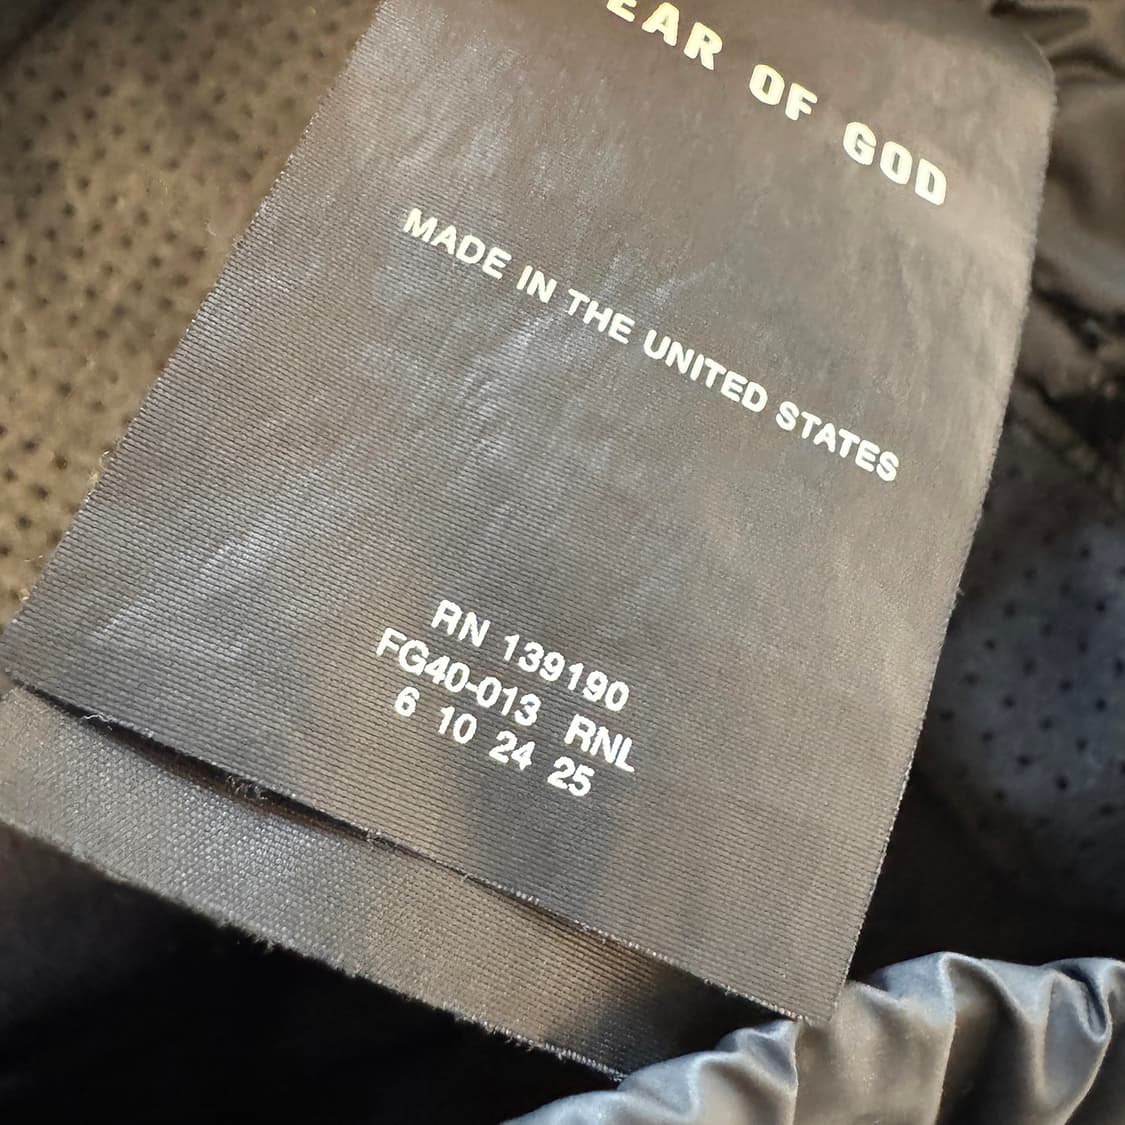 EAR OF GOD
MADE IN THE UNITED STATES
RN 139190
FG40-013 RNL
6 10 24 25